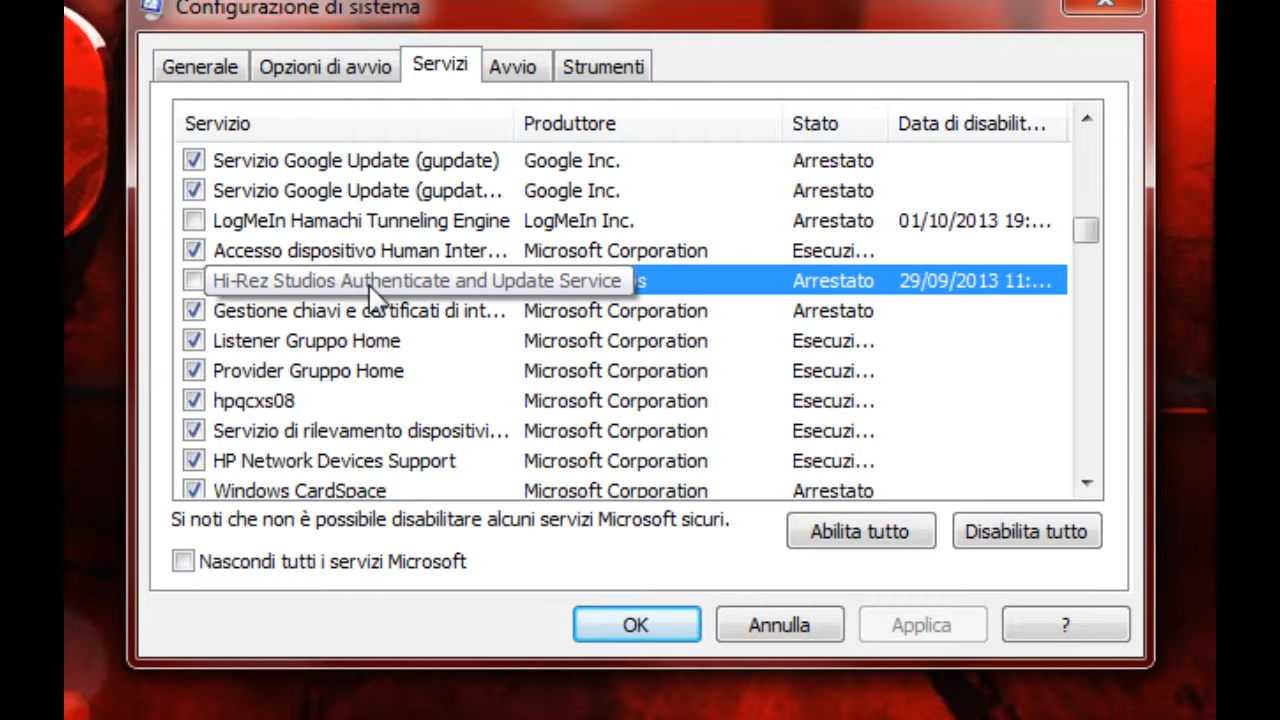 Configurazione di sistema
Generale Opzioni di avvio Servizi Avvio Strumenti
Servizio Produttore Stato Data di disabilit...
Servizio Google Update (gupdate) Google Inc. Arrestato
Servizio Google Update (gupdat... Google Inc. Arrestato
LogMeIn Hamachi Tunneling Engine LogMeIn Inc. Arrestato 01/10/2013 19:...
Accesso dispositivo Human Inter... Microsoft Corporation Esecuzi...
Hi-Rez Studios Authenticate and Update Service Arrestato 29/09/2013 11:...
Gestione chiavi e certificati di int... Microsoft Corporation Arrestato
Listener Gruppo Home Microsoft Corporation Esecuzi...
Provider Gruppo Home Microsoft Corporation Esecuzi...
hpqcxs08 Microsoft Corporation Esecuzi...
Servizio di rilevamento dispositivi... Microsoft Corporation Esecuzi...
HP Network Devices Support Microsoft Corporation Esecuzi...
Windows CardSpace Microsoft Corporation Arrestato
Si noti che non è possibile disabilitare alcuni servizi Microsoft sicuri.
Abilita tutto Disabilita tutto
Nascondi tutti i servizi Microsoft
OK Annulla Applica ?